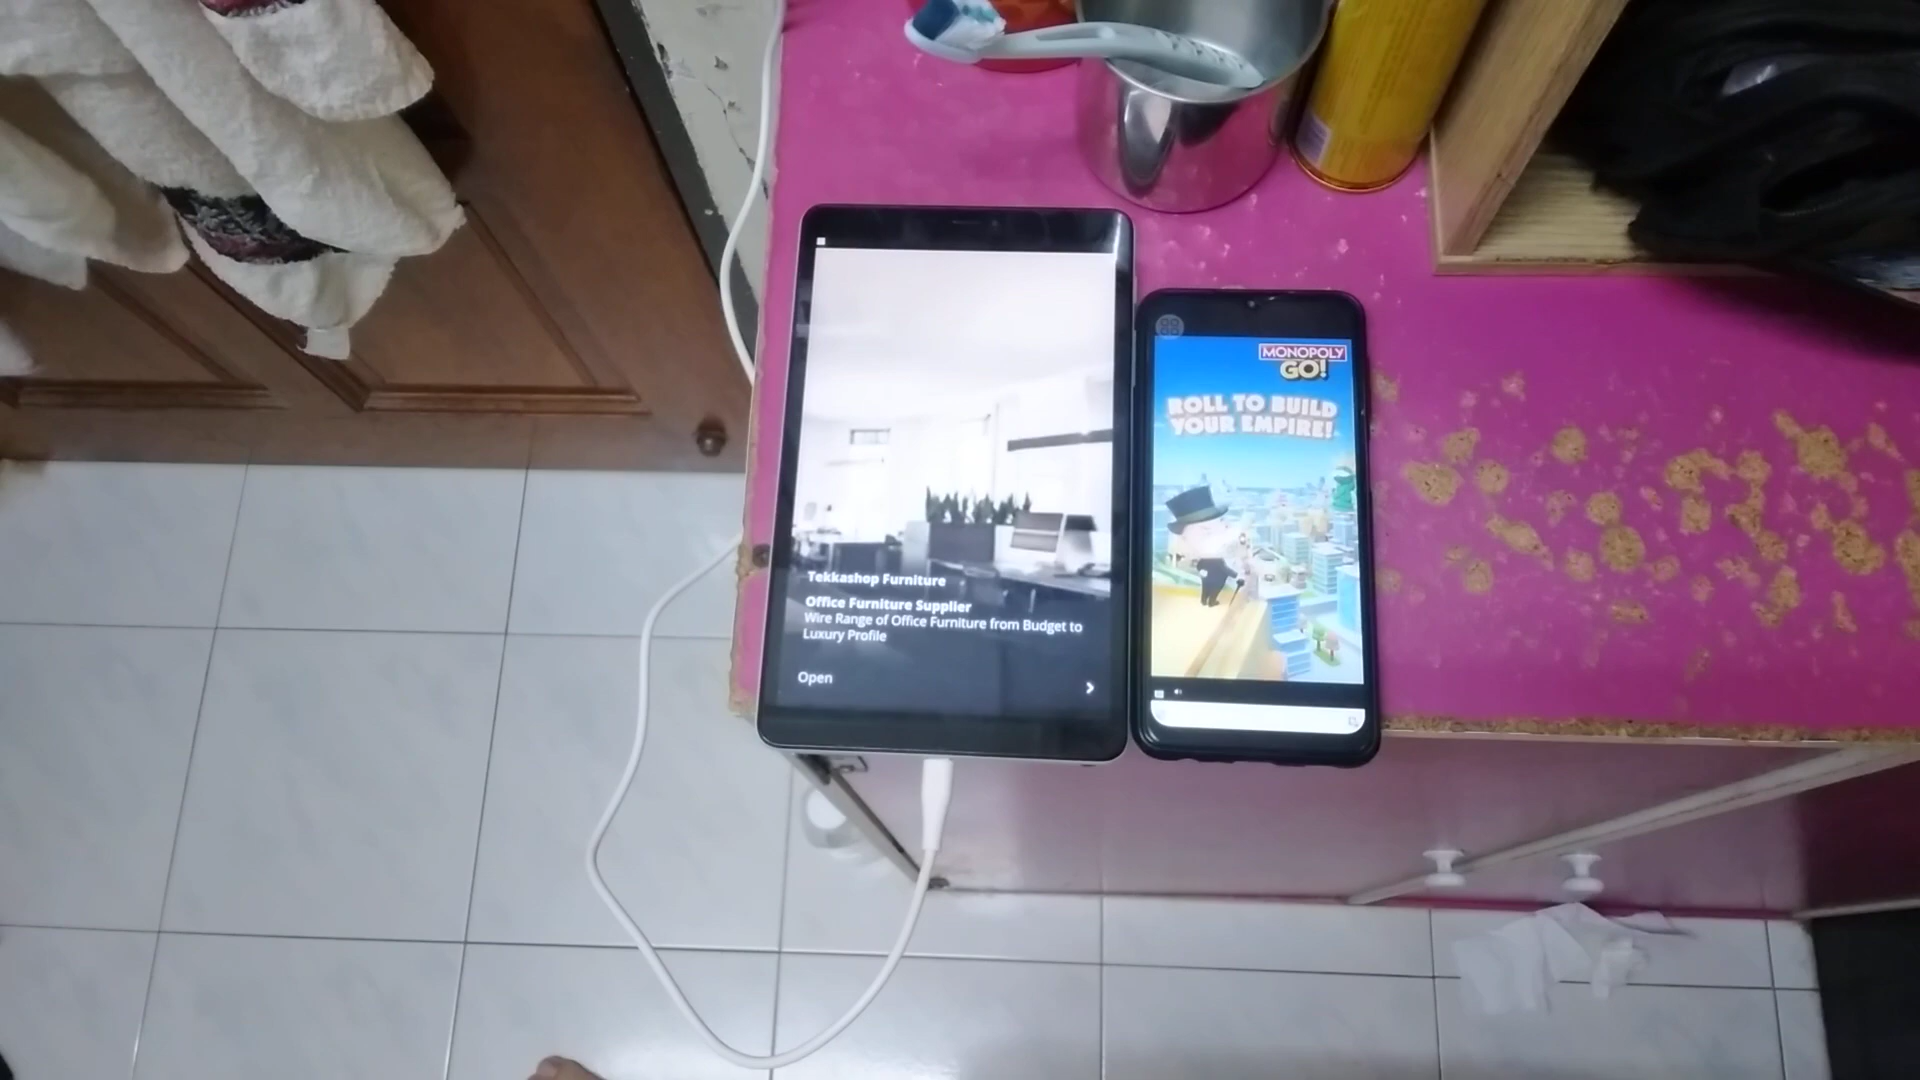 Tekkashop Furniture
Office Furniture Supplier
Wire Range of Office Furniture from Budget to
Luxury Profile
Open
MONOPOLY
GO!
ROLL TO BUILD
YOUR EMPIRE!